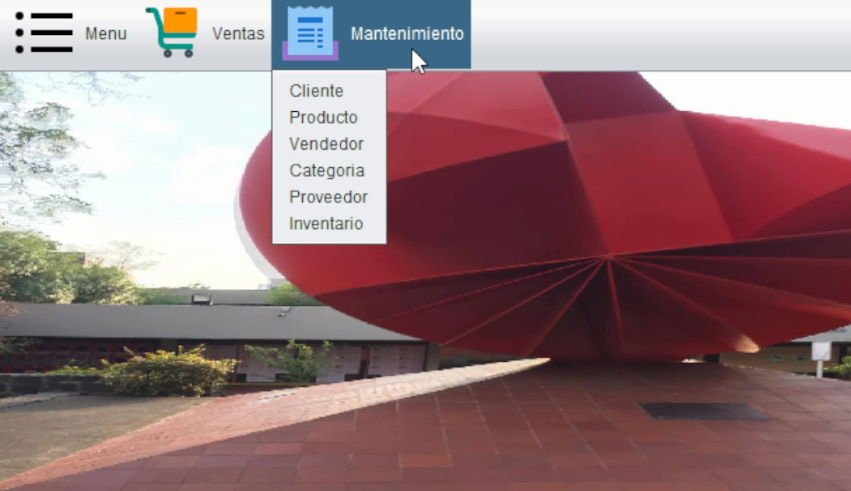 Menu Ventas Mantenimiento
Cliente
Producto
Vendedor
Categoria
Proveedor
Inventario